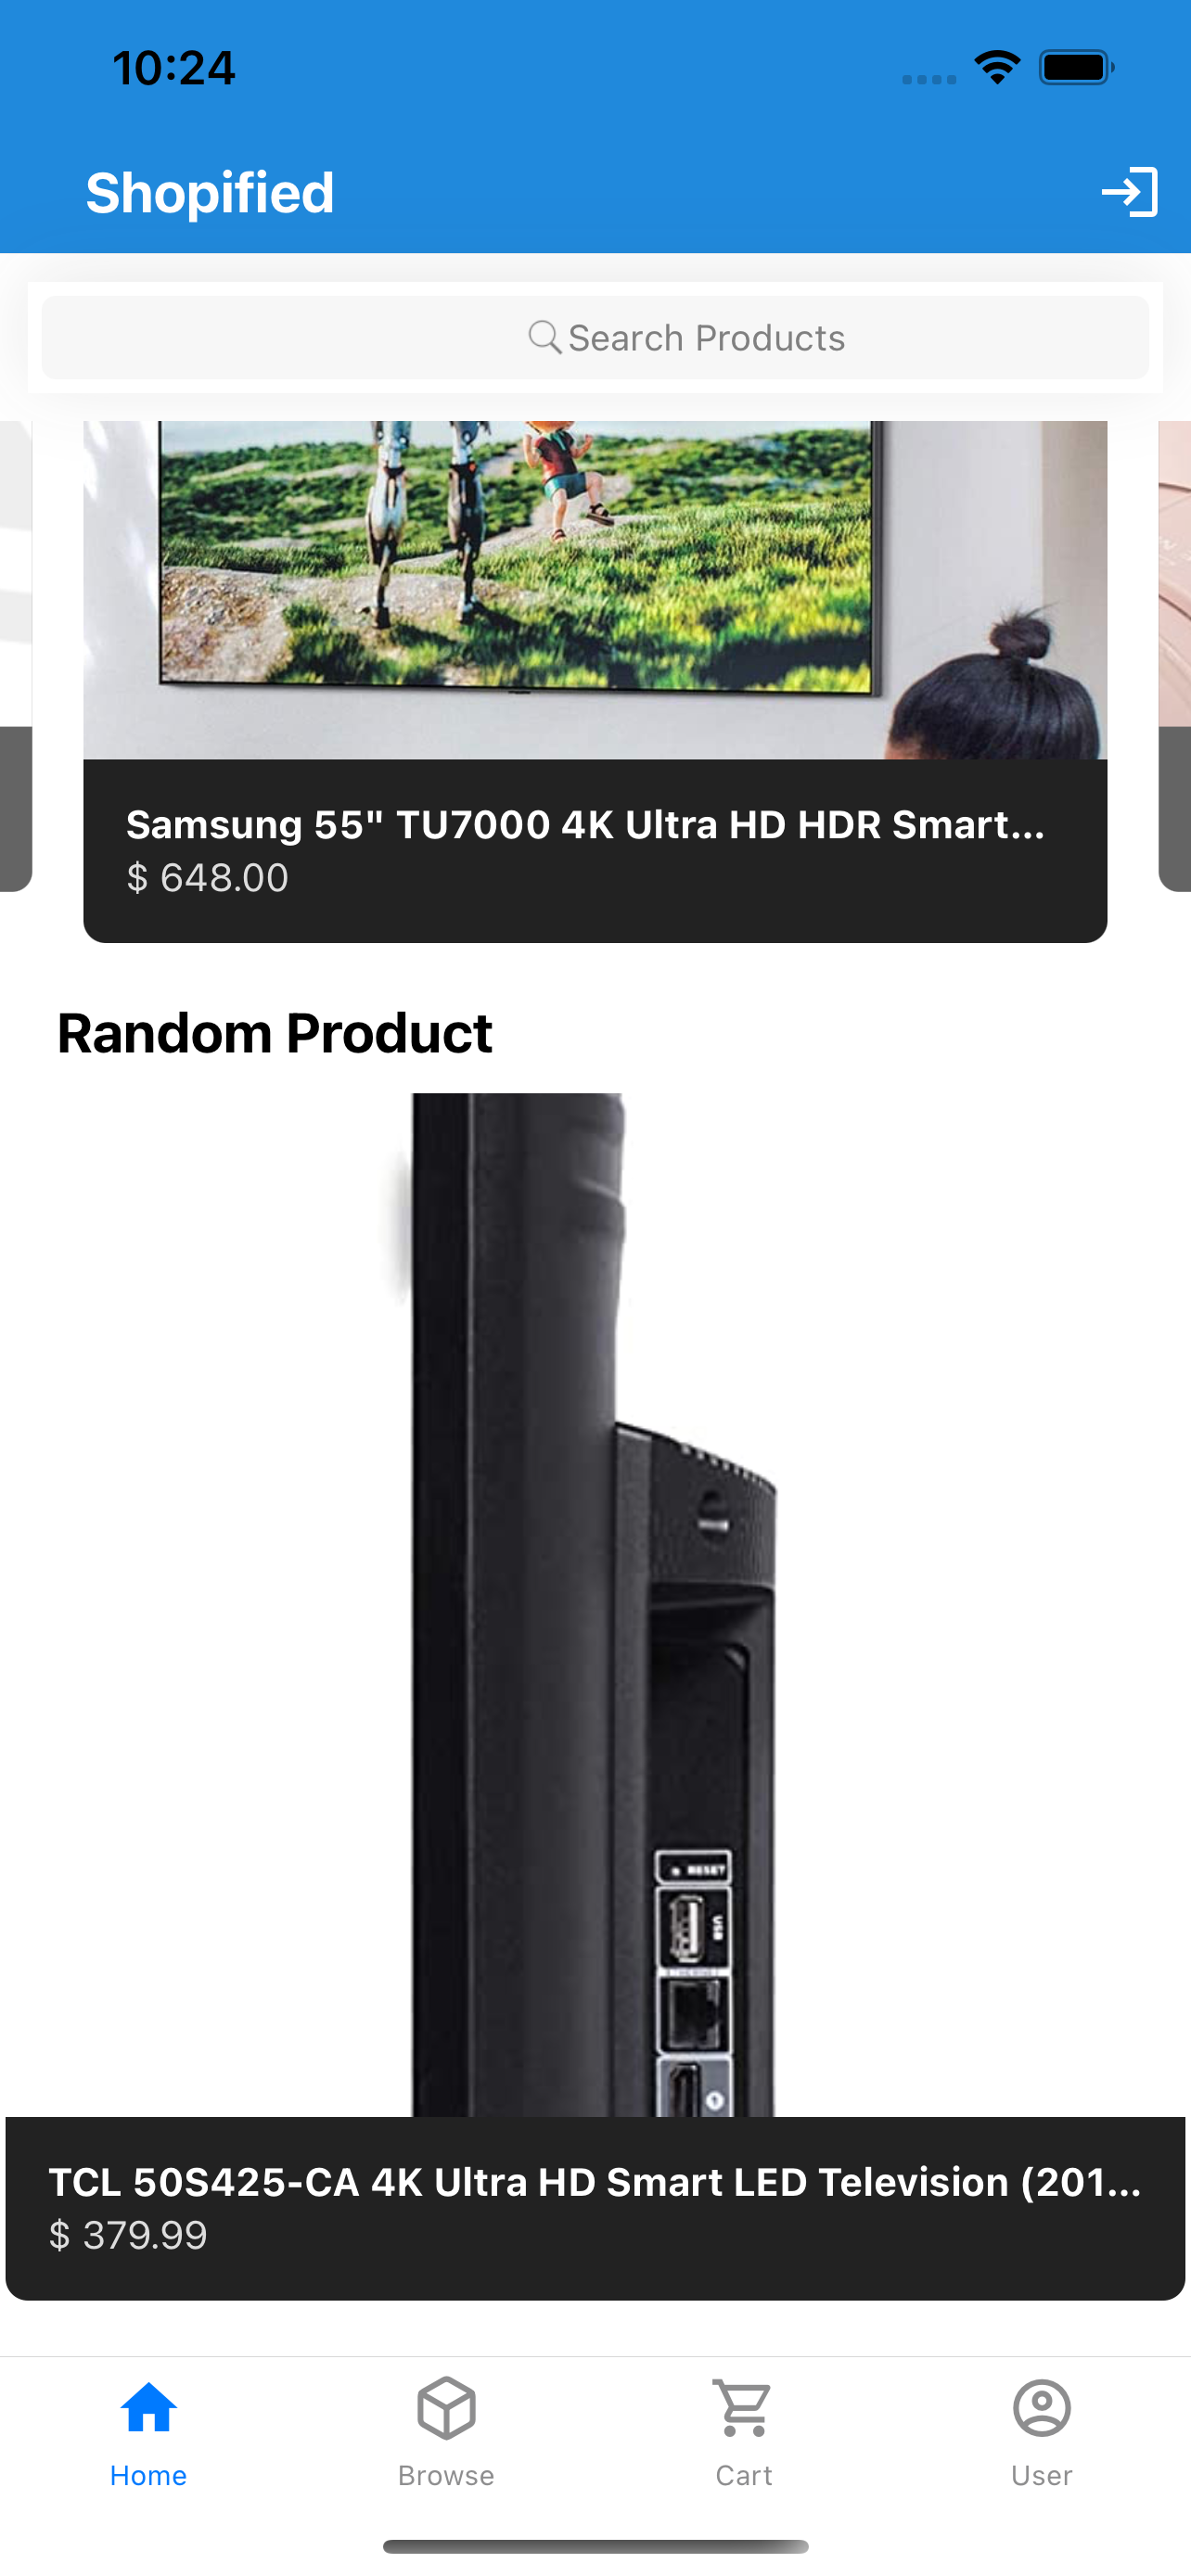 10:24
Shopified
Search Products
Samsung 55" TU7000 4K Ultra HD HDR Smart...
$ 648.00
Random Product
RESET
USB
TCL 50S425-CA 4K Ultra HD Smart LED Television (201...
$ 379.99
Home
Browse
Cart
User